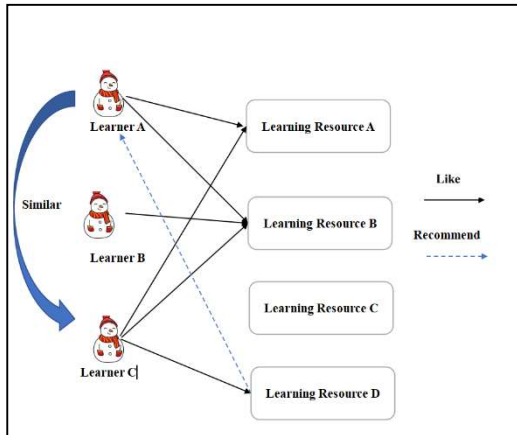 Learner A
Learning Resource A
Like
Similar
Learning Resource B
Recommend
Learner B
Learning Resource C
Learner C
Learning Resource D